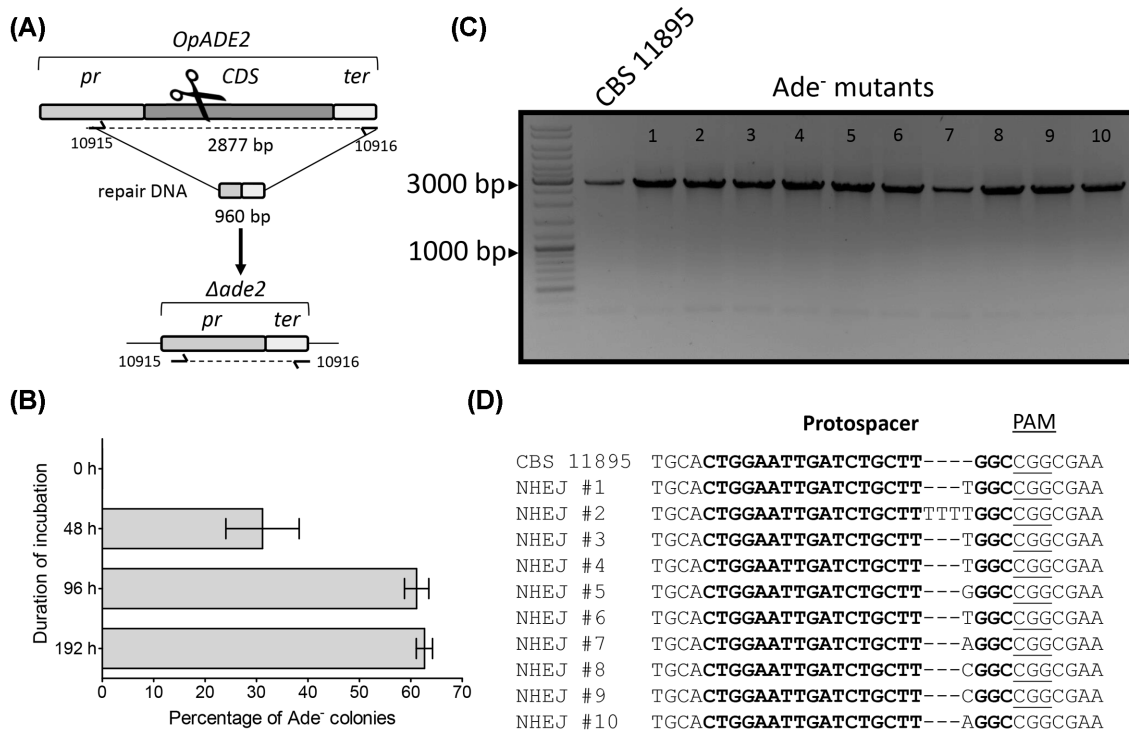 (A)
OpADE2
pr CDS ter
10915 2877 bp 10916
repair DNA
960 bp
Δade2
pr ter
10915 10916
(B)
Duration of incubation
0 h
48 h
96 h
192 h
0 10 20 30 40 50 60 70
Percentage of Ade- colonies
(C)
CBS 11895
Ade- mutants
1 2 3 4 5 6 7 8 9 10
3000 bp
1000 bp
(D)
Protospacer PAM
CBS 11895 TGCACTGGAATTGATCTGCTT----GGCCGGCGAA
NHEJ #1 TGCACTGGAATTGATCTGCTT---TGGCCGGCGAA
NHEJ #2 TGCACTGGAATTGATCTGCTTTTTTGGCCGGCGAA
NHEJ #3 TGCACTGGAATTGATCTGCTT---TGGCCGGCGAA
NHEJ #4 TGCACTGGAATTGATCTGCTT---TGGCCGGCGAA
NHEJ #5 TGCACTGGAATTGATCTGCTT---GGGCCGGCGAA
NHEJ #6 TGCACTGGAATTGATCTGCTT---TGGCCGGCGAA
NHEJ #7 TGCACTGGAATTGATCTGCTT---AGGCCGGCGAA
NHEJ #8 TGCACTGGAATTGATCTGCTT---CGGCCGGCGAA
NHEJ #9 TGCACTGGAATTGATCTGCTT---CGGCCGGCGAA
NHEJ #10 TGCACTGGAATTGATCTGCTT---AGGCCGGCGAA